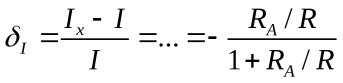 δ_I = (I_x - I) / I = ... = - (R_A / R) / (1 + R_A / R)